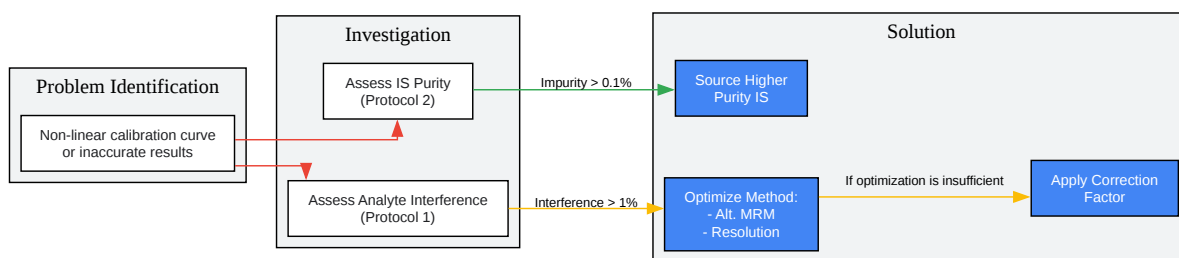 Problem Identification
Non-linear calibration curve
or inaccurate results
Investigation
Assess IS Purity
(Protocol 2)
Assess Analyte Interference
(Protocol 1)
Impurity > 0.1%
Interference > 1%
Solution
Source Higher
Purity IS
Optimize Method:
- Alt. MRM
- Resolution
If optimization is insufficient
Apply Correction
Factor